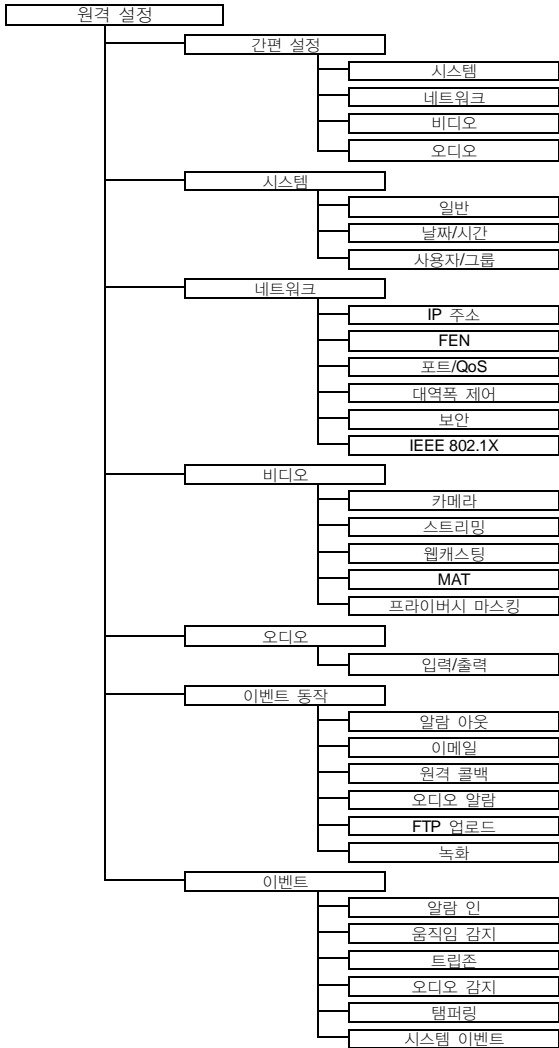 원격 설정
간편 설정
시스템
네트워크
비디오
오디오
시스템
일반
날짜/시간
사용자/그룹
네트워크
IP 주소
FEN
포트/QoS
대역폭 제어
보안
IEEE 802.1X
비디오
카메라
스트리밍
웹캐스팅
MAT
프라이버시 마스킹
오디오
입력/출력
이벤트 동작
알람 아웃
이메일
원격 콜백
오디오 알람
FTP 업로드
녹화
이벤트
알람 인
움직임 감지
트립존
오디오 감지
탬퍼링
시스템 이벤트